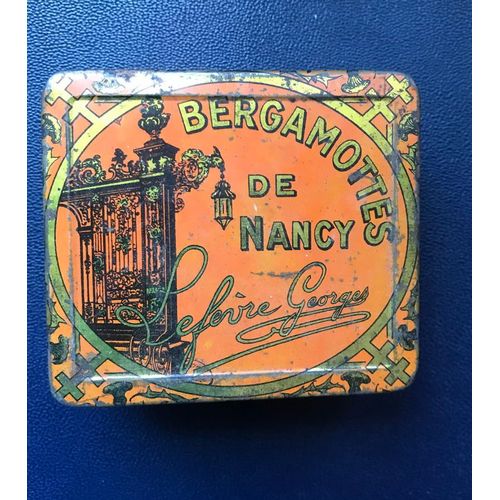 BERGAMOTTES
DE
NANCY
Lefèvre Georges